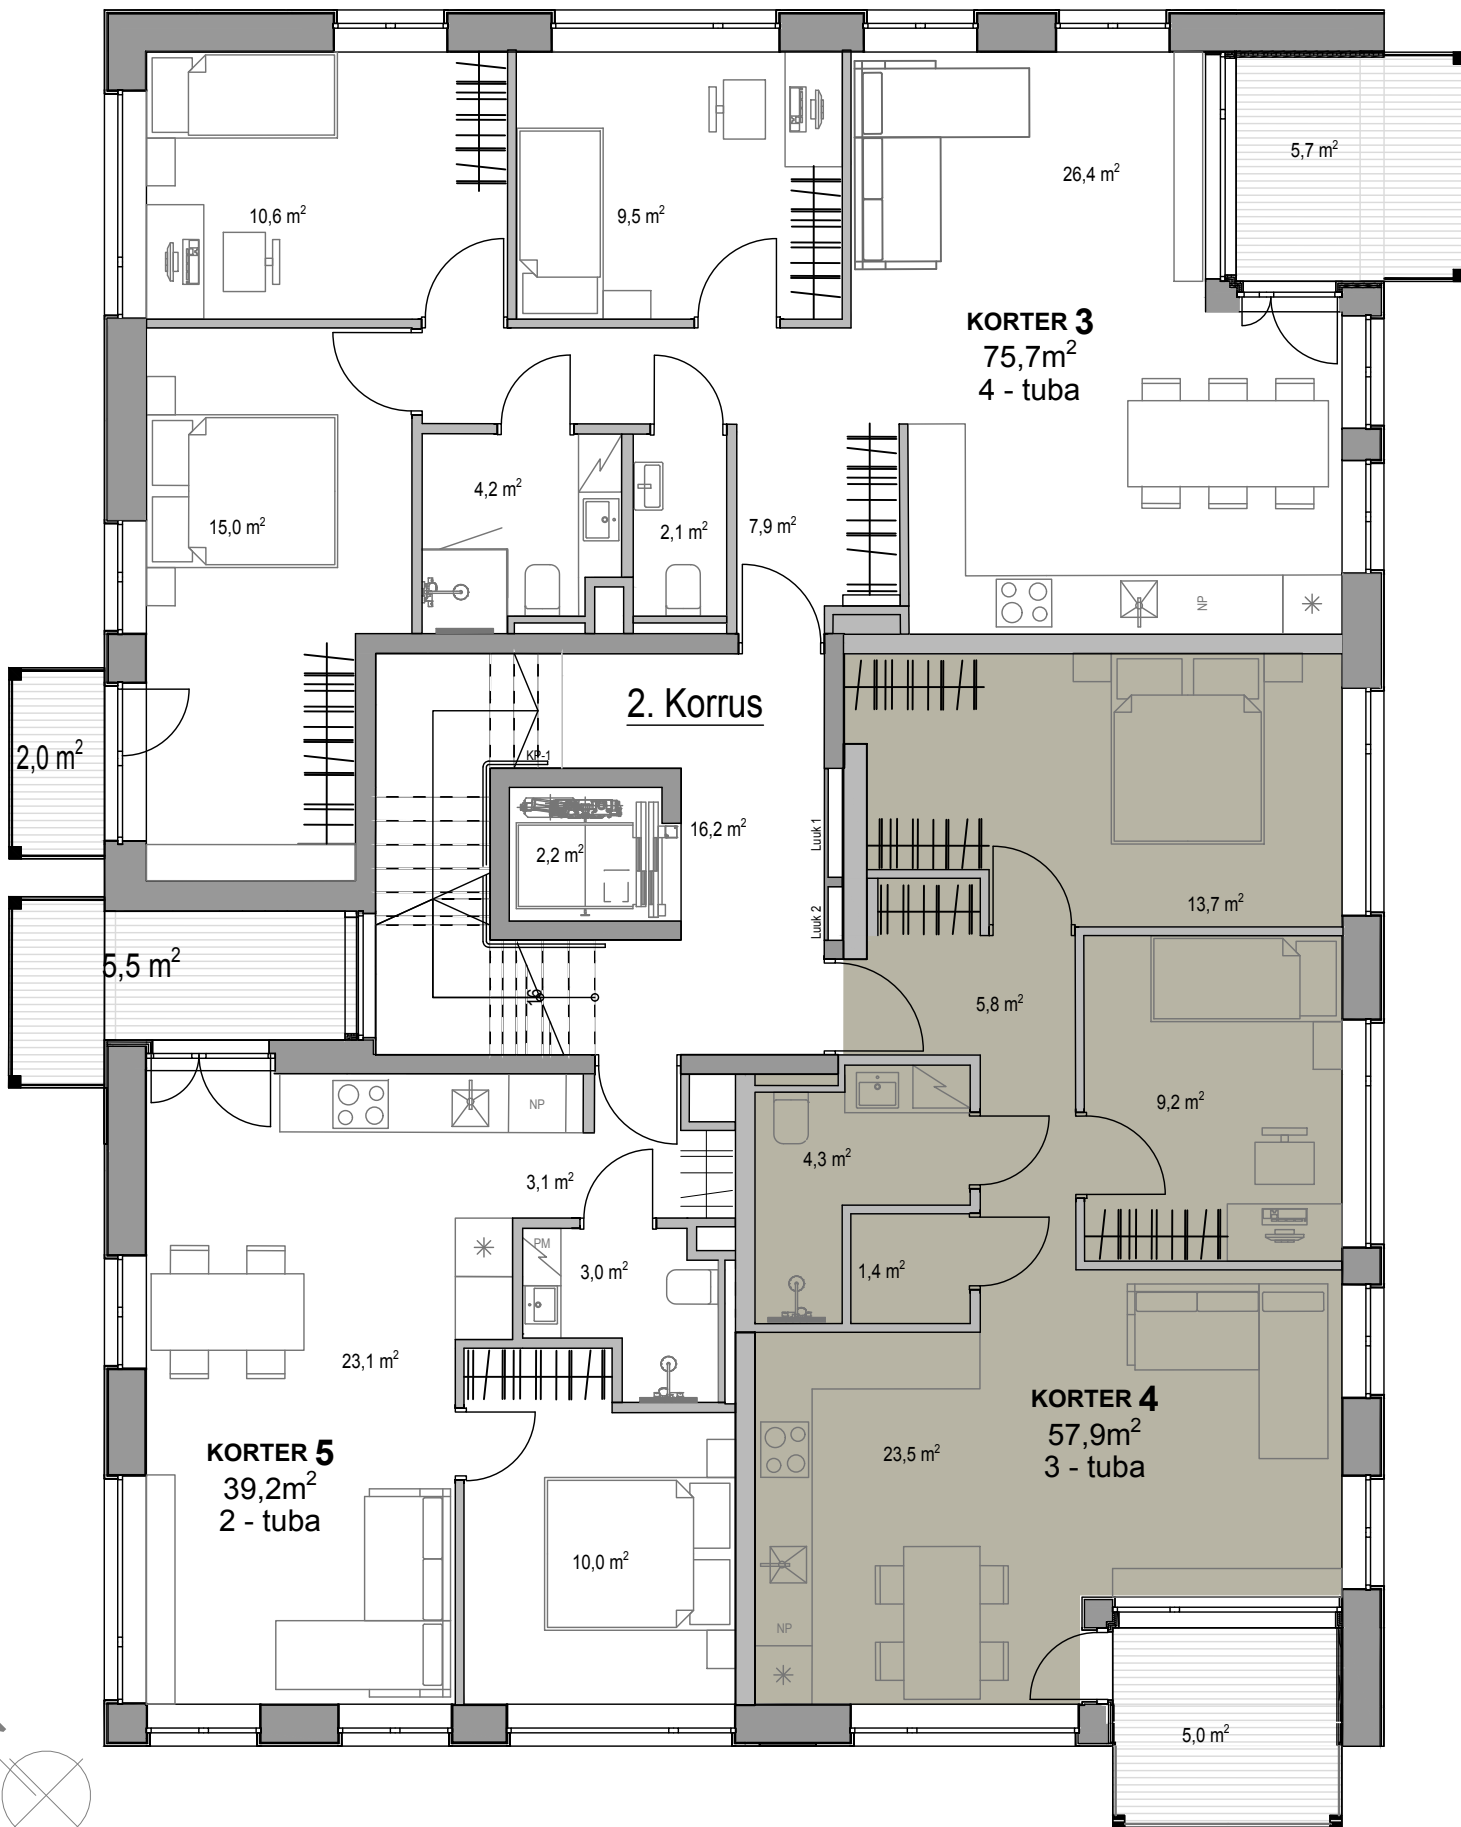 5,7 m²
26,4 m²
10,6 m²
9,5 m²
KORTER 3
75,7m²
4 - tuba
4,2 m²
15,0 m²
2,1 m²
7,9 m²
NP
2. Korrus
KP-1
2,0 m²
16,2 m²
Luuk 1
2,2 m²
13,7 m²
Luuk 2
5,5 m²
16
5,8 m²
NP
9,2 m²
4,3 m²
3,1 m²
PM
3,0 m²
1,4 m²
23,1 m²
KORTER 4
57,9m²
3 - tuba
23,5 m²
KORTER 5
39,2m²
2 - tuba
10,0 m²
NP
5,0 m²